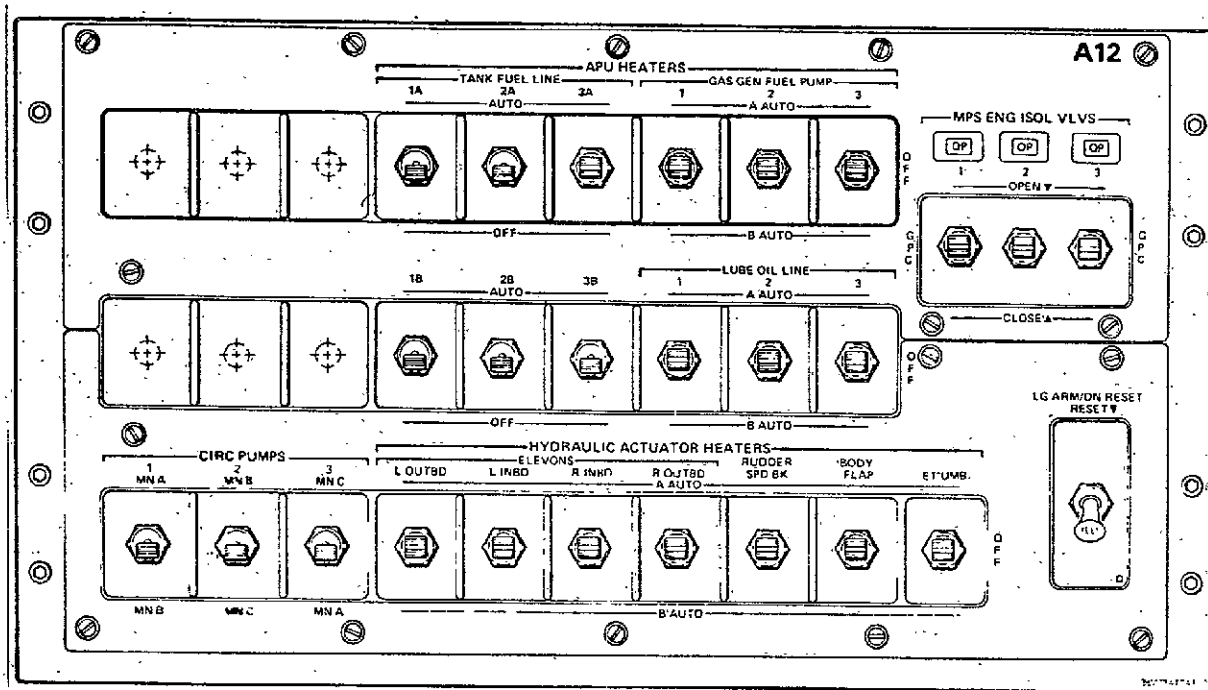 A12
APU HEATERS
TANK FUEL LINE
GAS GEN FUEL PUMP
1A 2A 3A 1 2 3
AUTO A AUTO
OFF
OFF B AUTO
MPS ENG ISOL VLVS
OP OP OP
1 2 3
OPEN ▼
GPC GPC
CLOSE ▲
LUBE OIL LINE
1B 2B 3B 1 2 3
AUTO A AUTO
OFF
OFF B AUTO
LG ARM/DN RESET
RESET ▼
D
CIRC PUMPS
1 2 3
MN A MN B MN C
MN B MN C MN A
HYDRAULIC ACTUATOR HEATERS
ELEVONS
L OUTBD L INBD R INBD R OUTBD RUDDER SPD BK BODY FLAP ET UMB
A AUTO
OFF
B AUTO